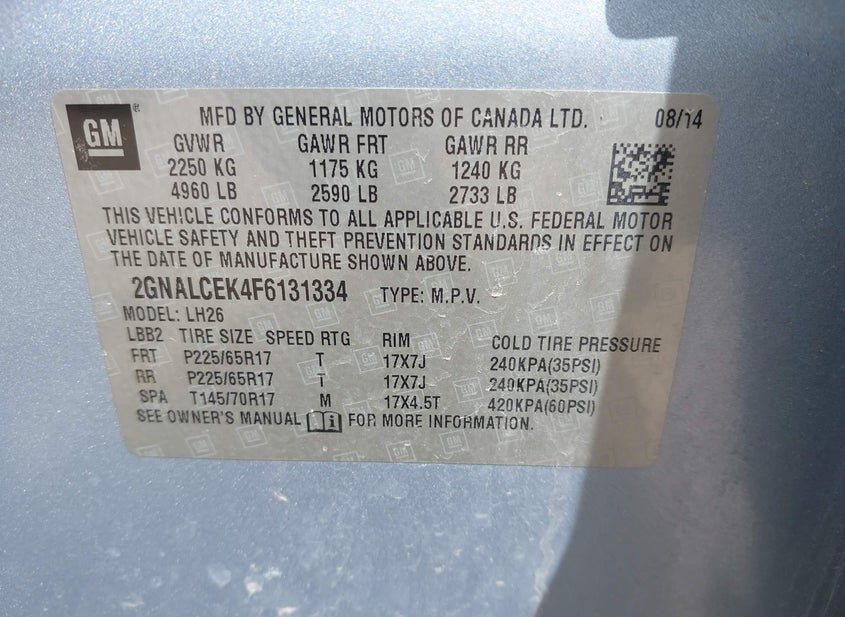 GM ® MFD BY GENERAL MOTORS OF CANADA LTD. 08/14
GVWR GAWR FRT GAWR RR
2250 KG 1175 KG 1240 KG
4960 LB 2590 LB 2733 LB
THIS VEHICLE CONFORMS TO ALL APPLICABLE U.S. FEDERAL MOTOR
VEHICLE SAFETY AND THEFT PREVENTION STANDARDS IN EFFECT ON
THE DATE OF MANUFACTURE SHOWN ABOVE.
2GNALCEK4F6131334 TYPE: M.P.V.
MODEL: LH26
LBB2 TIRE SIZE SPEED RTG RIM COLD TIRE PRESSURE
FRT P225/65R17 T 17X7J 240KPA(35PSI)
RR P225/65R17 T 17X7J 240KPA(35PSI)
SPA T145/70R17 M 17X4.5T 420KPA(60PSI)
SEE OWNER'S MANUAL i FOR MORE INFORMATION.